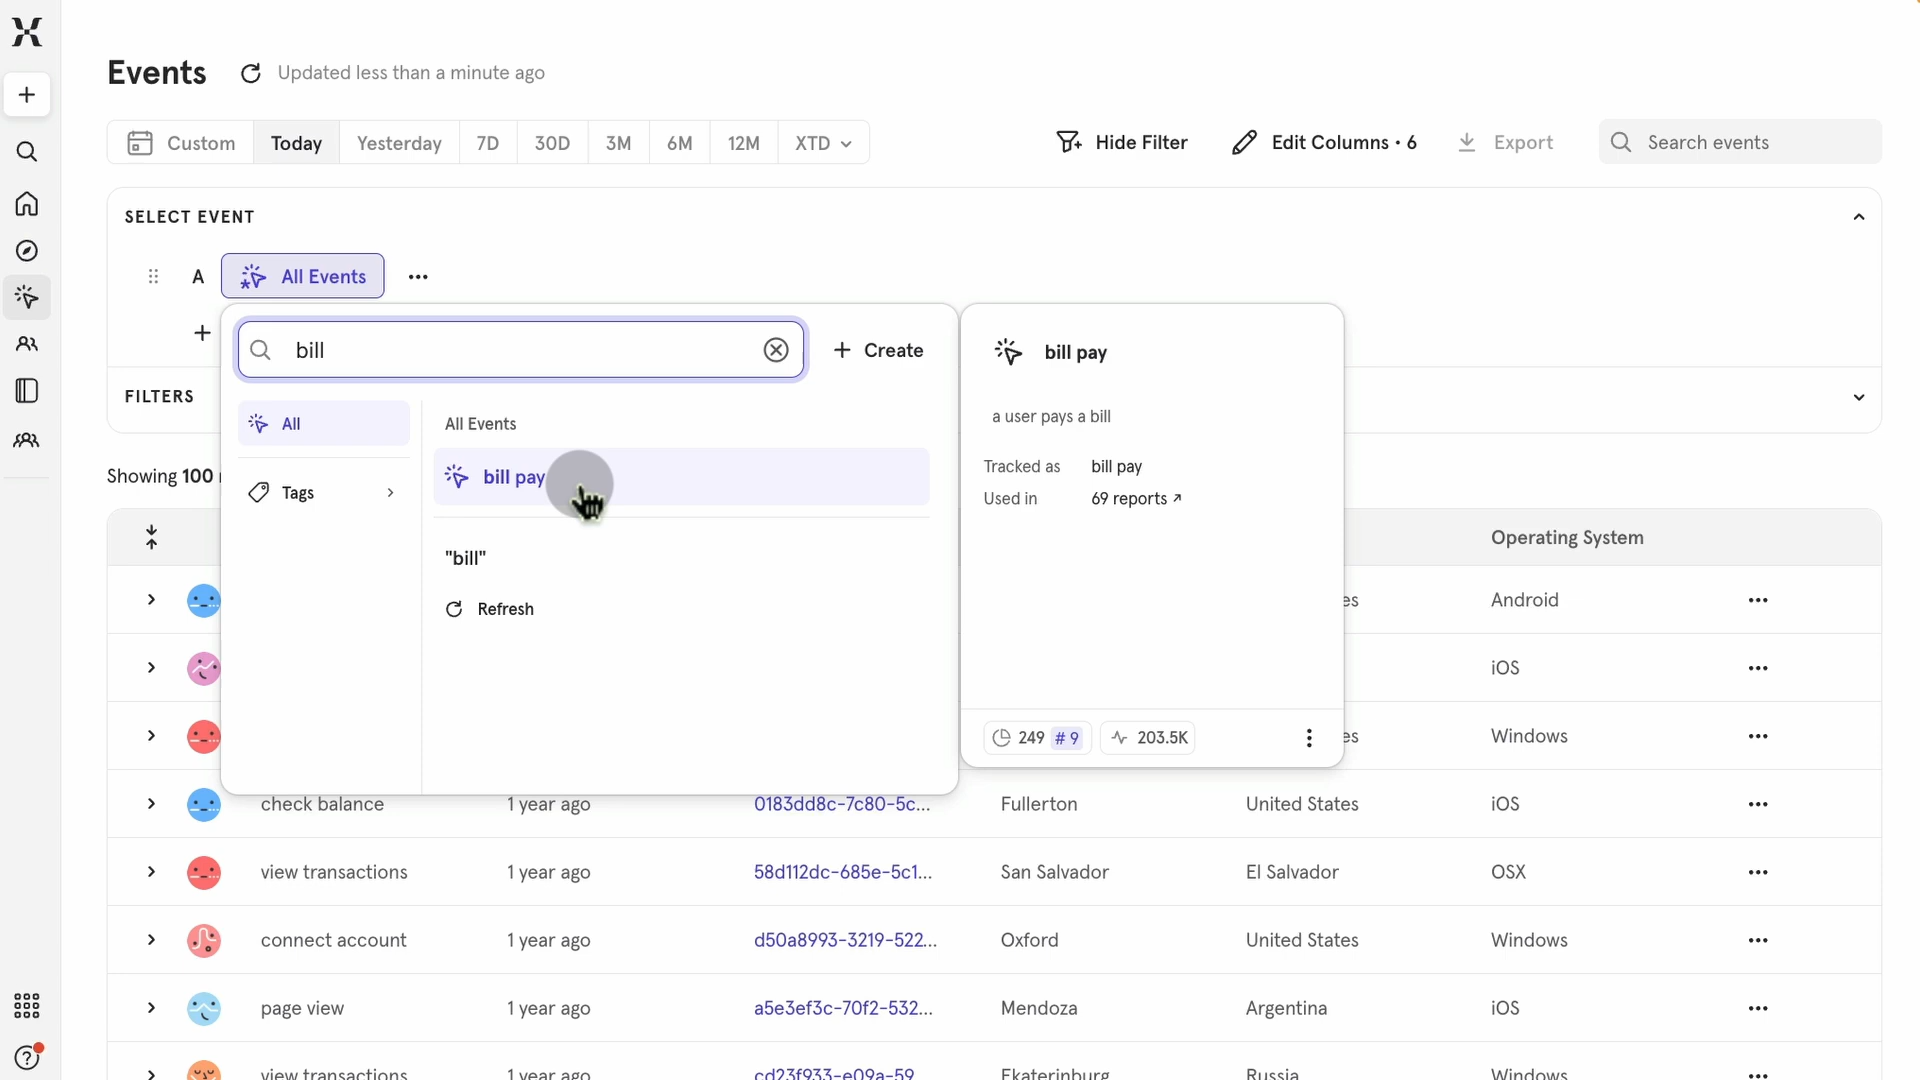 Events Updated less than a minute ago
Custom Today Yesterday 7D 30D 3M 6M 12M XTD Hide Filter Edit Columns • 6 Export Search events
SELECT EVENT
A All Events
bill
Create
bill pay
FILTERS
All
All Events
a user pays a bill
bill pay
Tracked as bill pay
Showing 100
Tags
Used in 69 reports ↗
Operating System
"bill"
Refresh
es Android
iOS
es Windows
249 # 9 203.5K
check balance 1 year ago 0183dd8c-7c80-5c... Fullerton United States iOS
view transactions 1 year ago 58d112dc-685e-5c1... San Salvador El Salvador OSX
connect account 1 year ago d50a8993-3219-522... Oxford United States Windows
page view 1 year ago a5e3ef3c-70f2-532... Mendoza Argentina iOS
view transactions 1 year ago cd23f933-e09a-59 Ekaterinburg Russia Windows